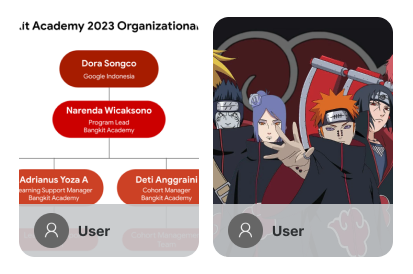 .it Academy 2023 Organizational
Dora Songco
Google Indonesia
Narenda Wicaksono
Program Lead
Bangkit Academy
Adrianus Yoza A
earning Support Manager
Bangkit Academy
Deti Anggraini
Cohort Manager
Bangkit Academy
User
User